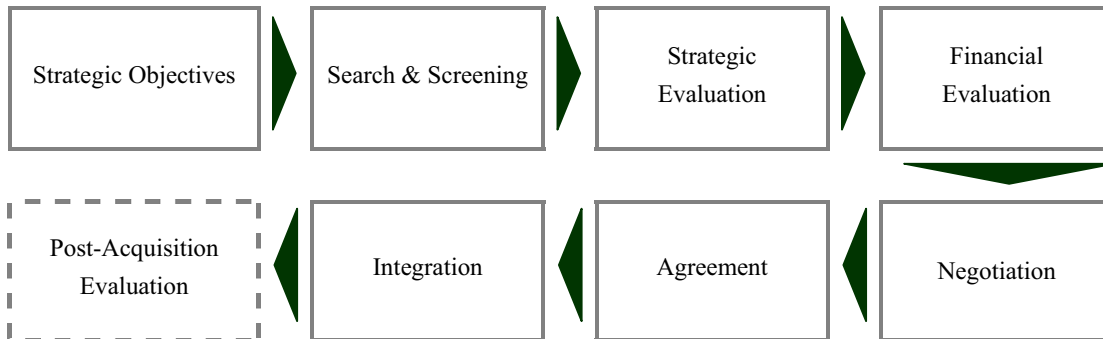 Strategic Objectives
Search & Screening
Strategic
Evaluation
Financial
Evaluation
Post-Acquisition
Evaluation
Integration
Agreement
Negotiation